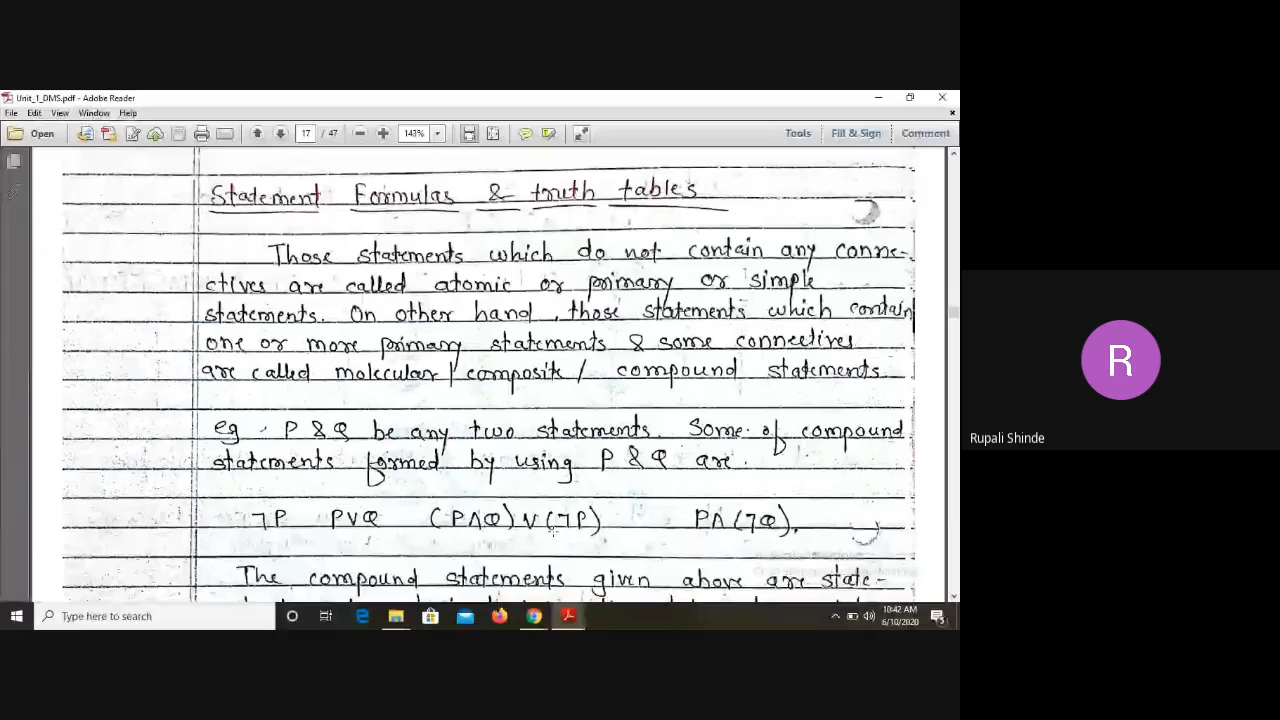 Unit_1_DMS.pdf - Adobe Reader
File Edit View Window Help
Open 17 / 47 143% Tools Fill & Sign Comment
Statement Formulas & truth tables
Those statements which do not contain any conne-
ctives are called atomic or primary or simple
statements. On other hand, those statements which contain
one or more primary statements & some connectives
are called molecular / composite / compound statements.
eg. P & Q be any two statements. Some of compound
statements formed by using P & Q are.
¬P P∨Q (P∧Q)∨(¬P) P∧(¬Q).
The compound statements given above are state-
R
Rupali Shinde
Type here to search
10:42 AM
6/10/2020